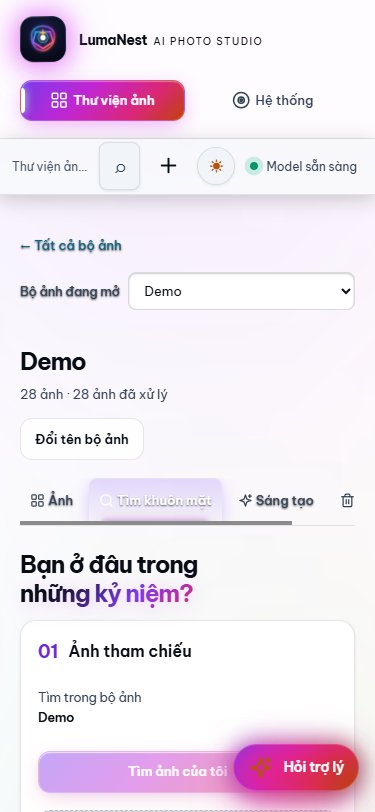 LumaNest AI PHOTO STUDIO
Thư viện ảnh
Hệ thống
Thư viện ản...
Model sẵn sàng
← Tất cả bộ ảnh
Bộ ảnh đang mở
Demo
Demo
28 ảnh · 28 ảnh đã xử lý
Đổi tên bộ ảnh
Ảnh
Tìm khuôn mặt
Sáng tạo
Bạn ở đâu trong
những kỷ niệm?
01 Ảnh tham chiếu
Tìm trong bộ ảnh
Demo
Tìm ảnh của tôi
Hỏi trợ lý